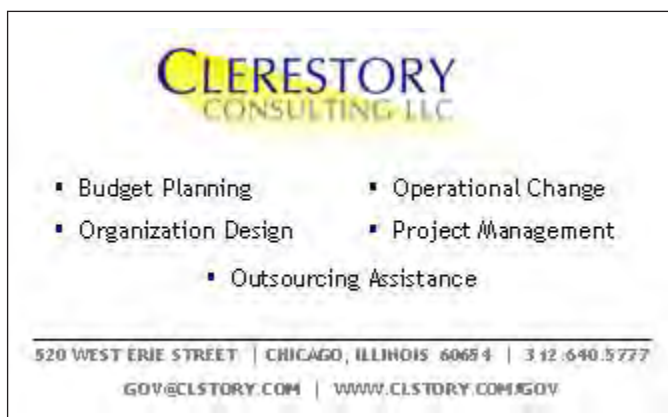 CLERESTORY
CONSULTING LLC
▪ Budget Planning ▪ Operational Change
▪ Organization Design ▪ Project Management
▪ Outsourcing Assistance
520 WEST ERIE STREET | CHICAGO, ILLINOIS 60654 | 312.640.5777
GOV@CLSTORY.COM | WWW.CLSTORY.COM/GOV